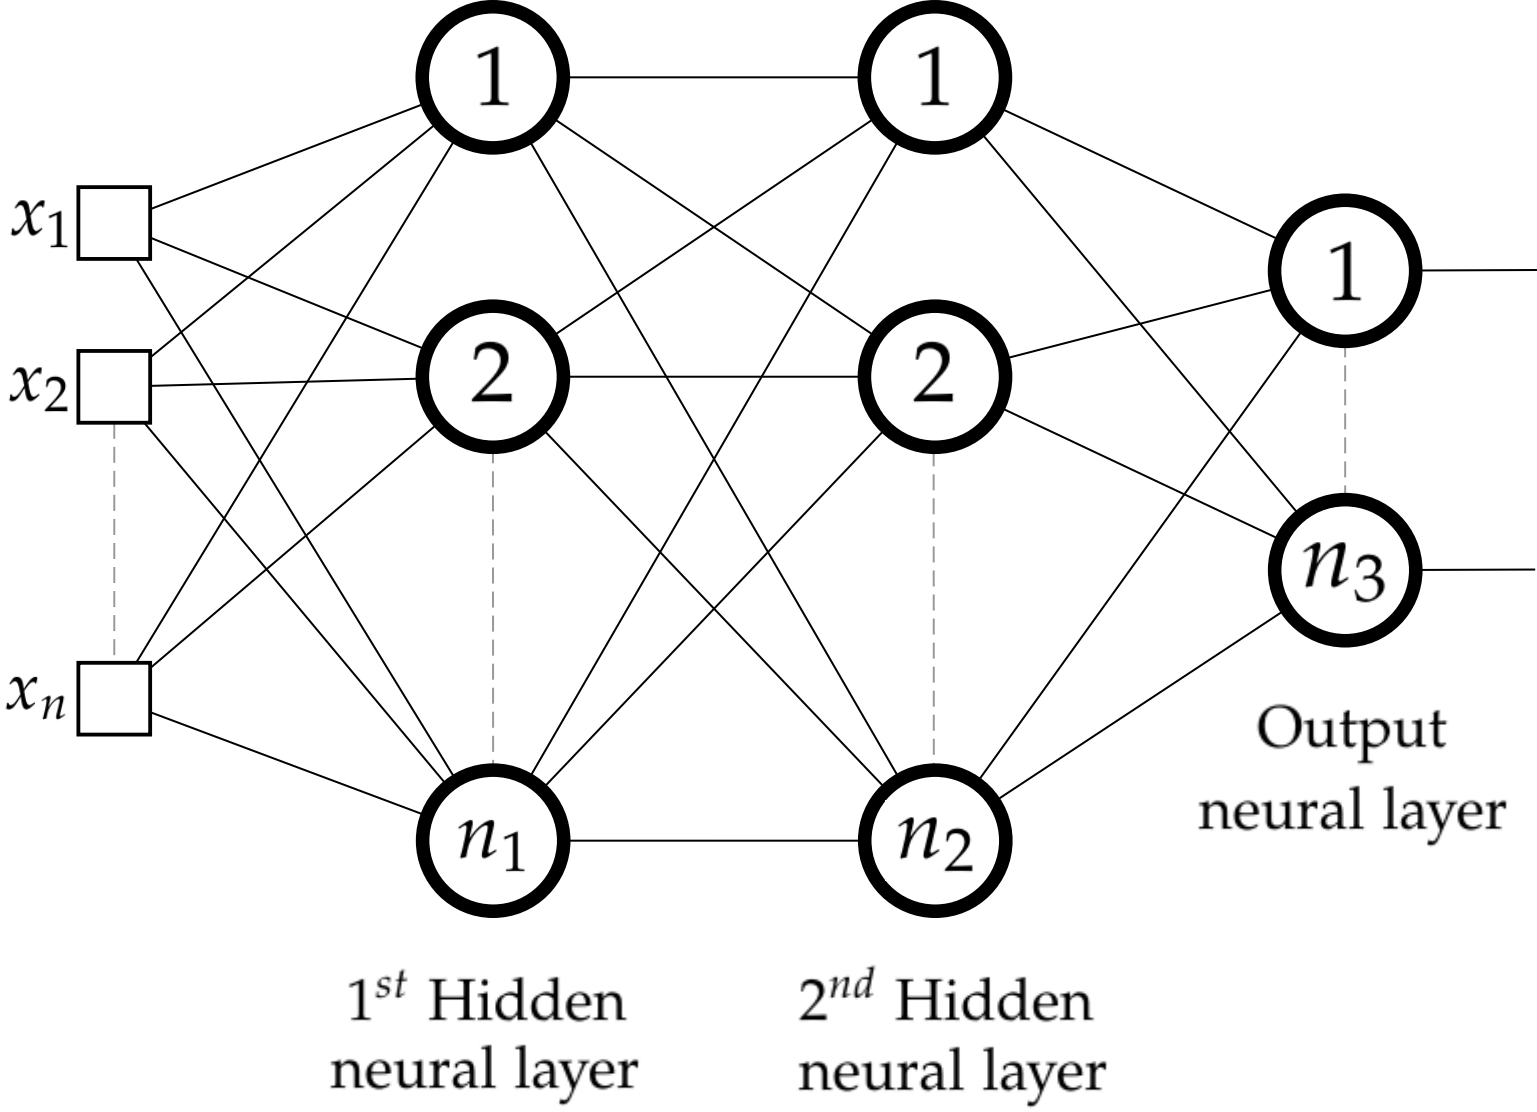 1
1
x₁
1
x₂
2
2
n₃
xₙ
Output
neural layer
n₁
n₂
1ˢᵗ Hidden
neural layer
2ⁿᵈ Hidden
neural layer